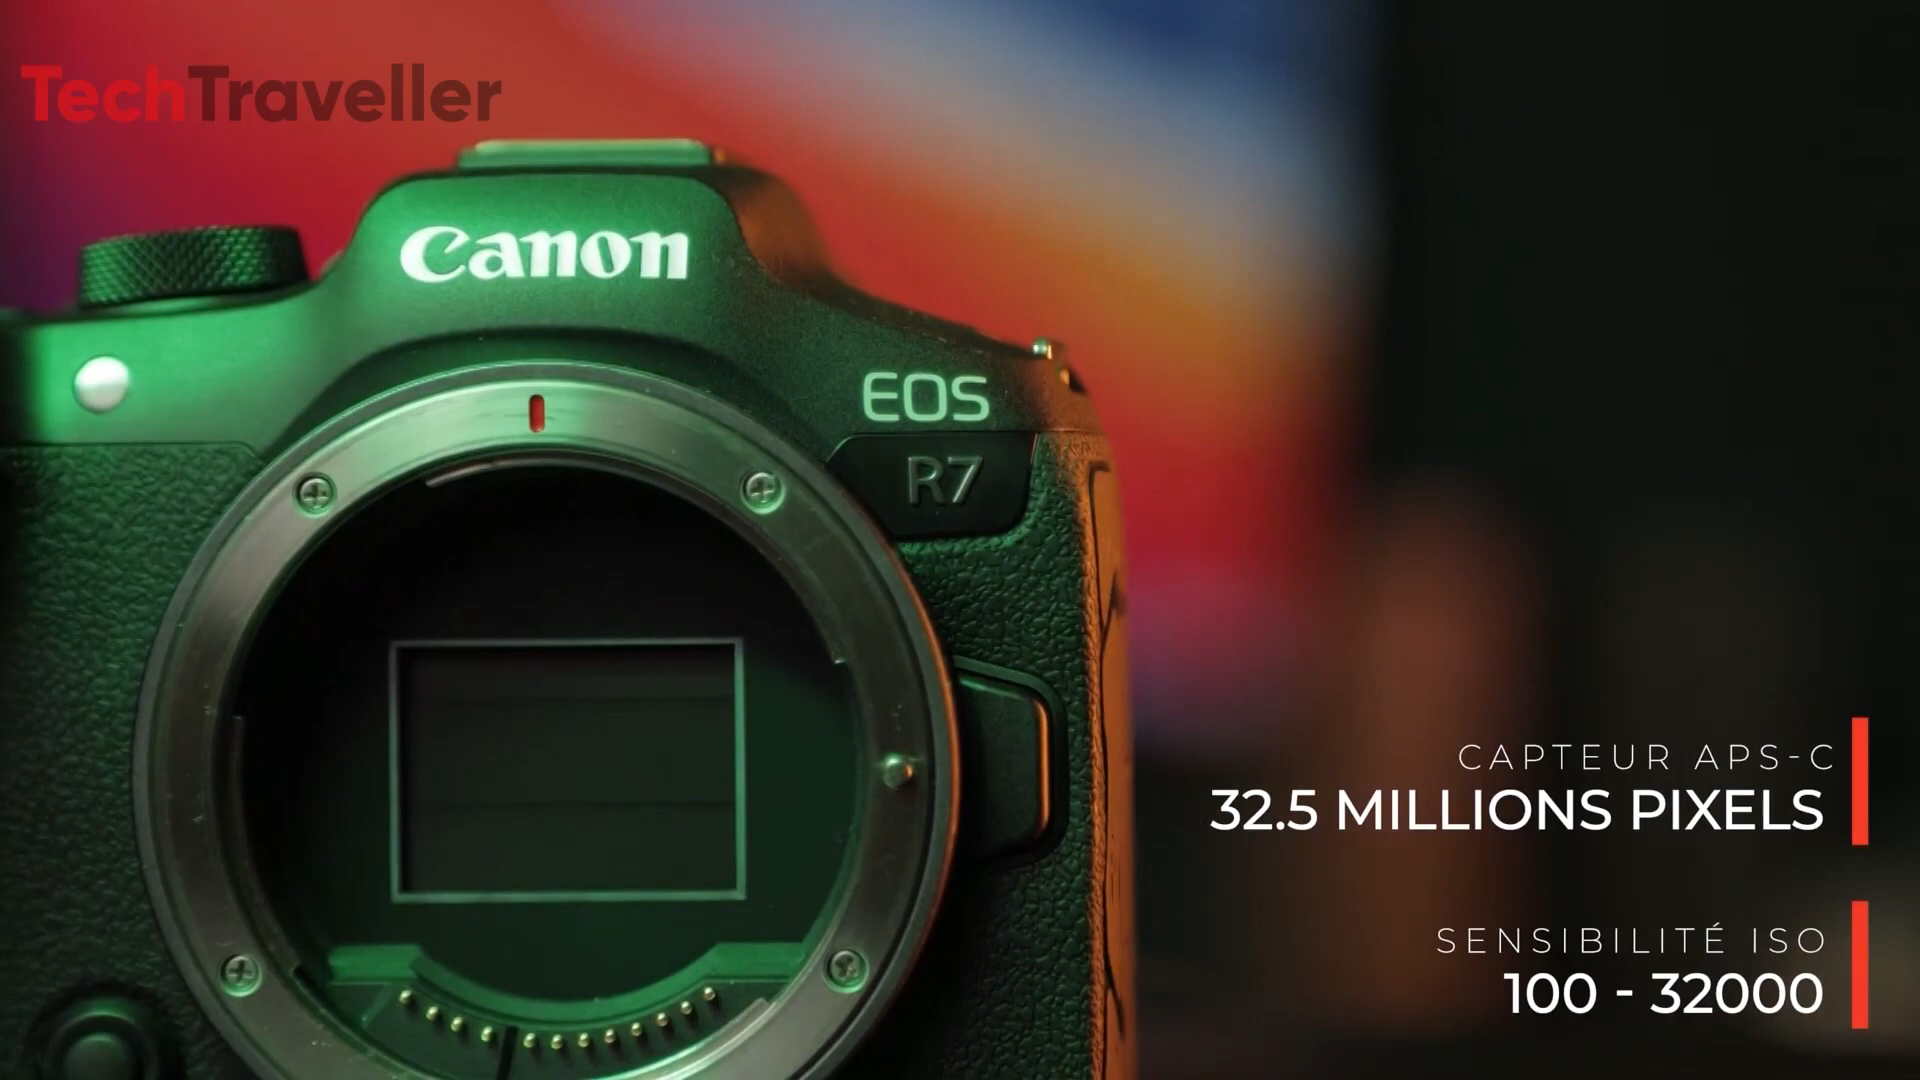 TechTraveller
Canon
EOS
R7
CAPTEUR APS-C
32.5 MILLIONS PIXELS
SENSIBILITÉ ISO
100 - 32000